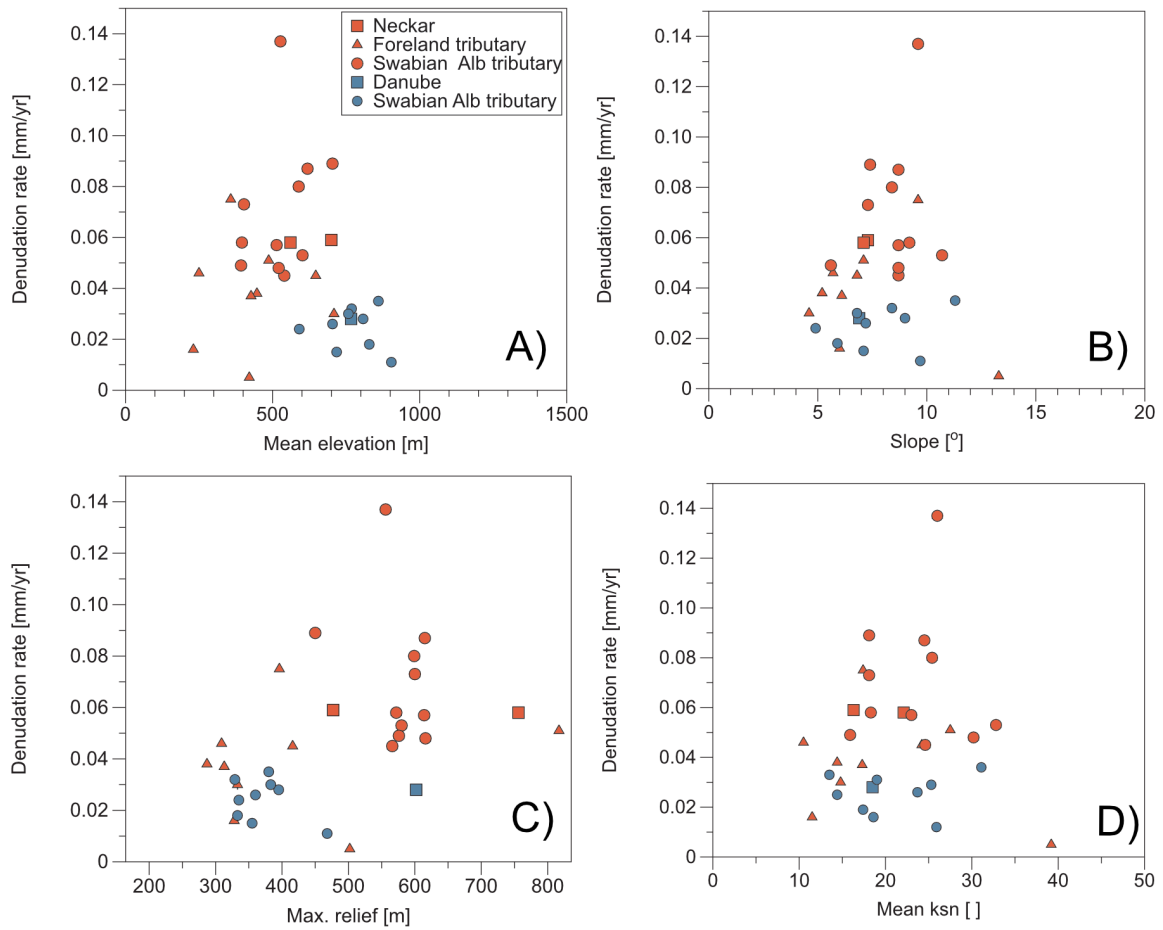 0.14
0.12
0.10
0.08
0.06
0.04
0.02
0
Denudation rate [mm/yr]
Neckar
Foreland tributary
Swabian Alb tributary
Danube
Swabian Alb tributary
A)
0 500 1000 1500
Mean elevation [m]
0.14
0.12
0.10
0.08
0.06
0.04
0.02
0
Denudation rate [mm/yr]
B)
0 5 10 15 20
Slope [º]
0.14
0.12
0.10
0.08
0.06
0.04
0.02
0
Denudation rate [mm/yr]
C)
200 300 400 500 600 700 800
Max. relief [m]
0.14
0.12
0.10
0.08
0.06
0.04
0.02
0
Denudation rate [mm/yr]
D)
0 10 20 30 40 50
Mean ksn [ ]